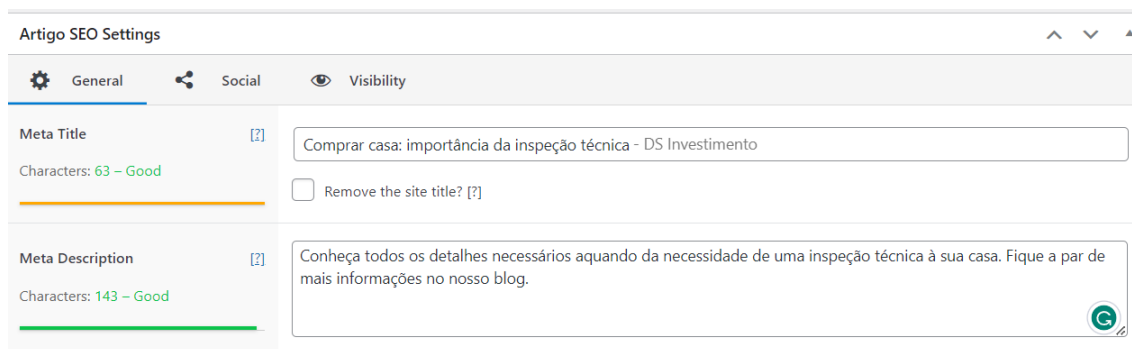 Artigo SEO Settings
General Social Visibility
Meta Title [?]
Comprar casa: importância da inspeção técnica - DS Investimento
Characters: 63 – Good
Remove the site title? [?]
Meta Description [?]
Conheça todos os detalhes necessários aquando da necessidade de uma inspeção técnica à sua casa. Fique a par de
mais informações no nosso blog.
Characters: 143 – Good